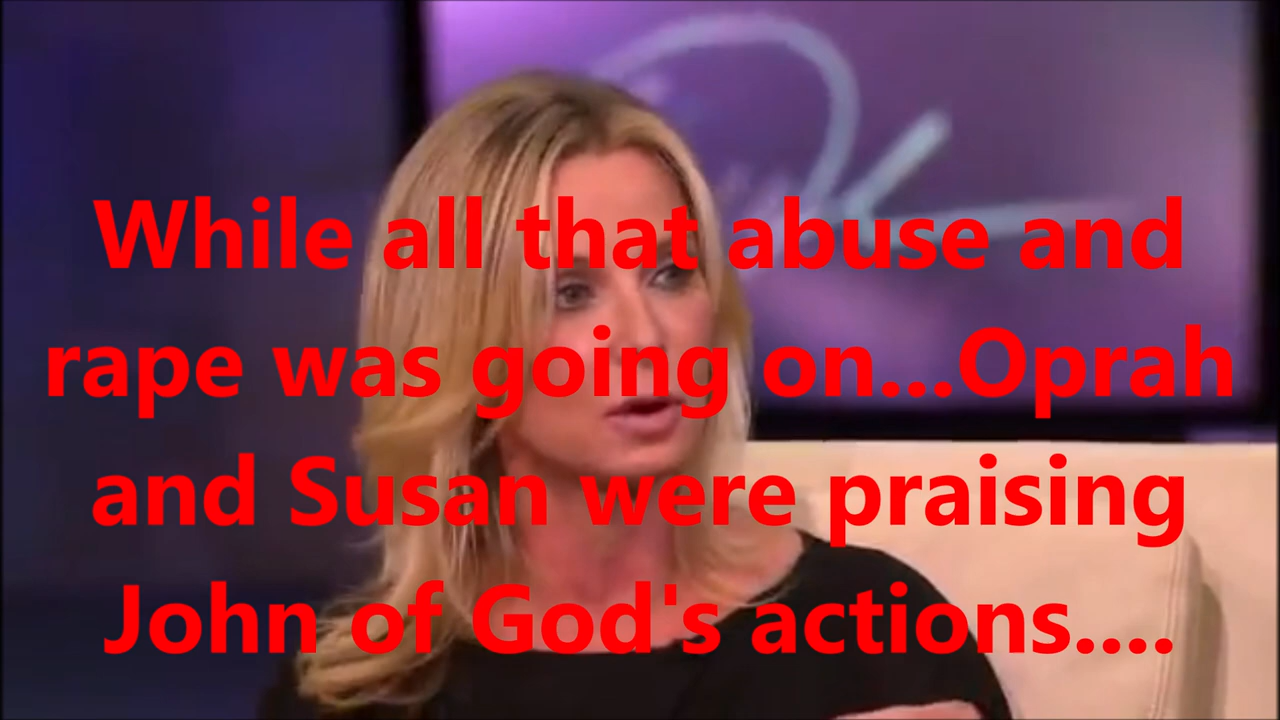 While all that abuse and
rape was going on...Oprah
and Susan were praising
John of God's actions....